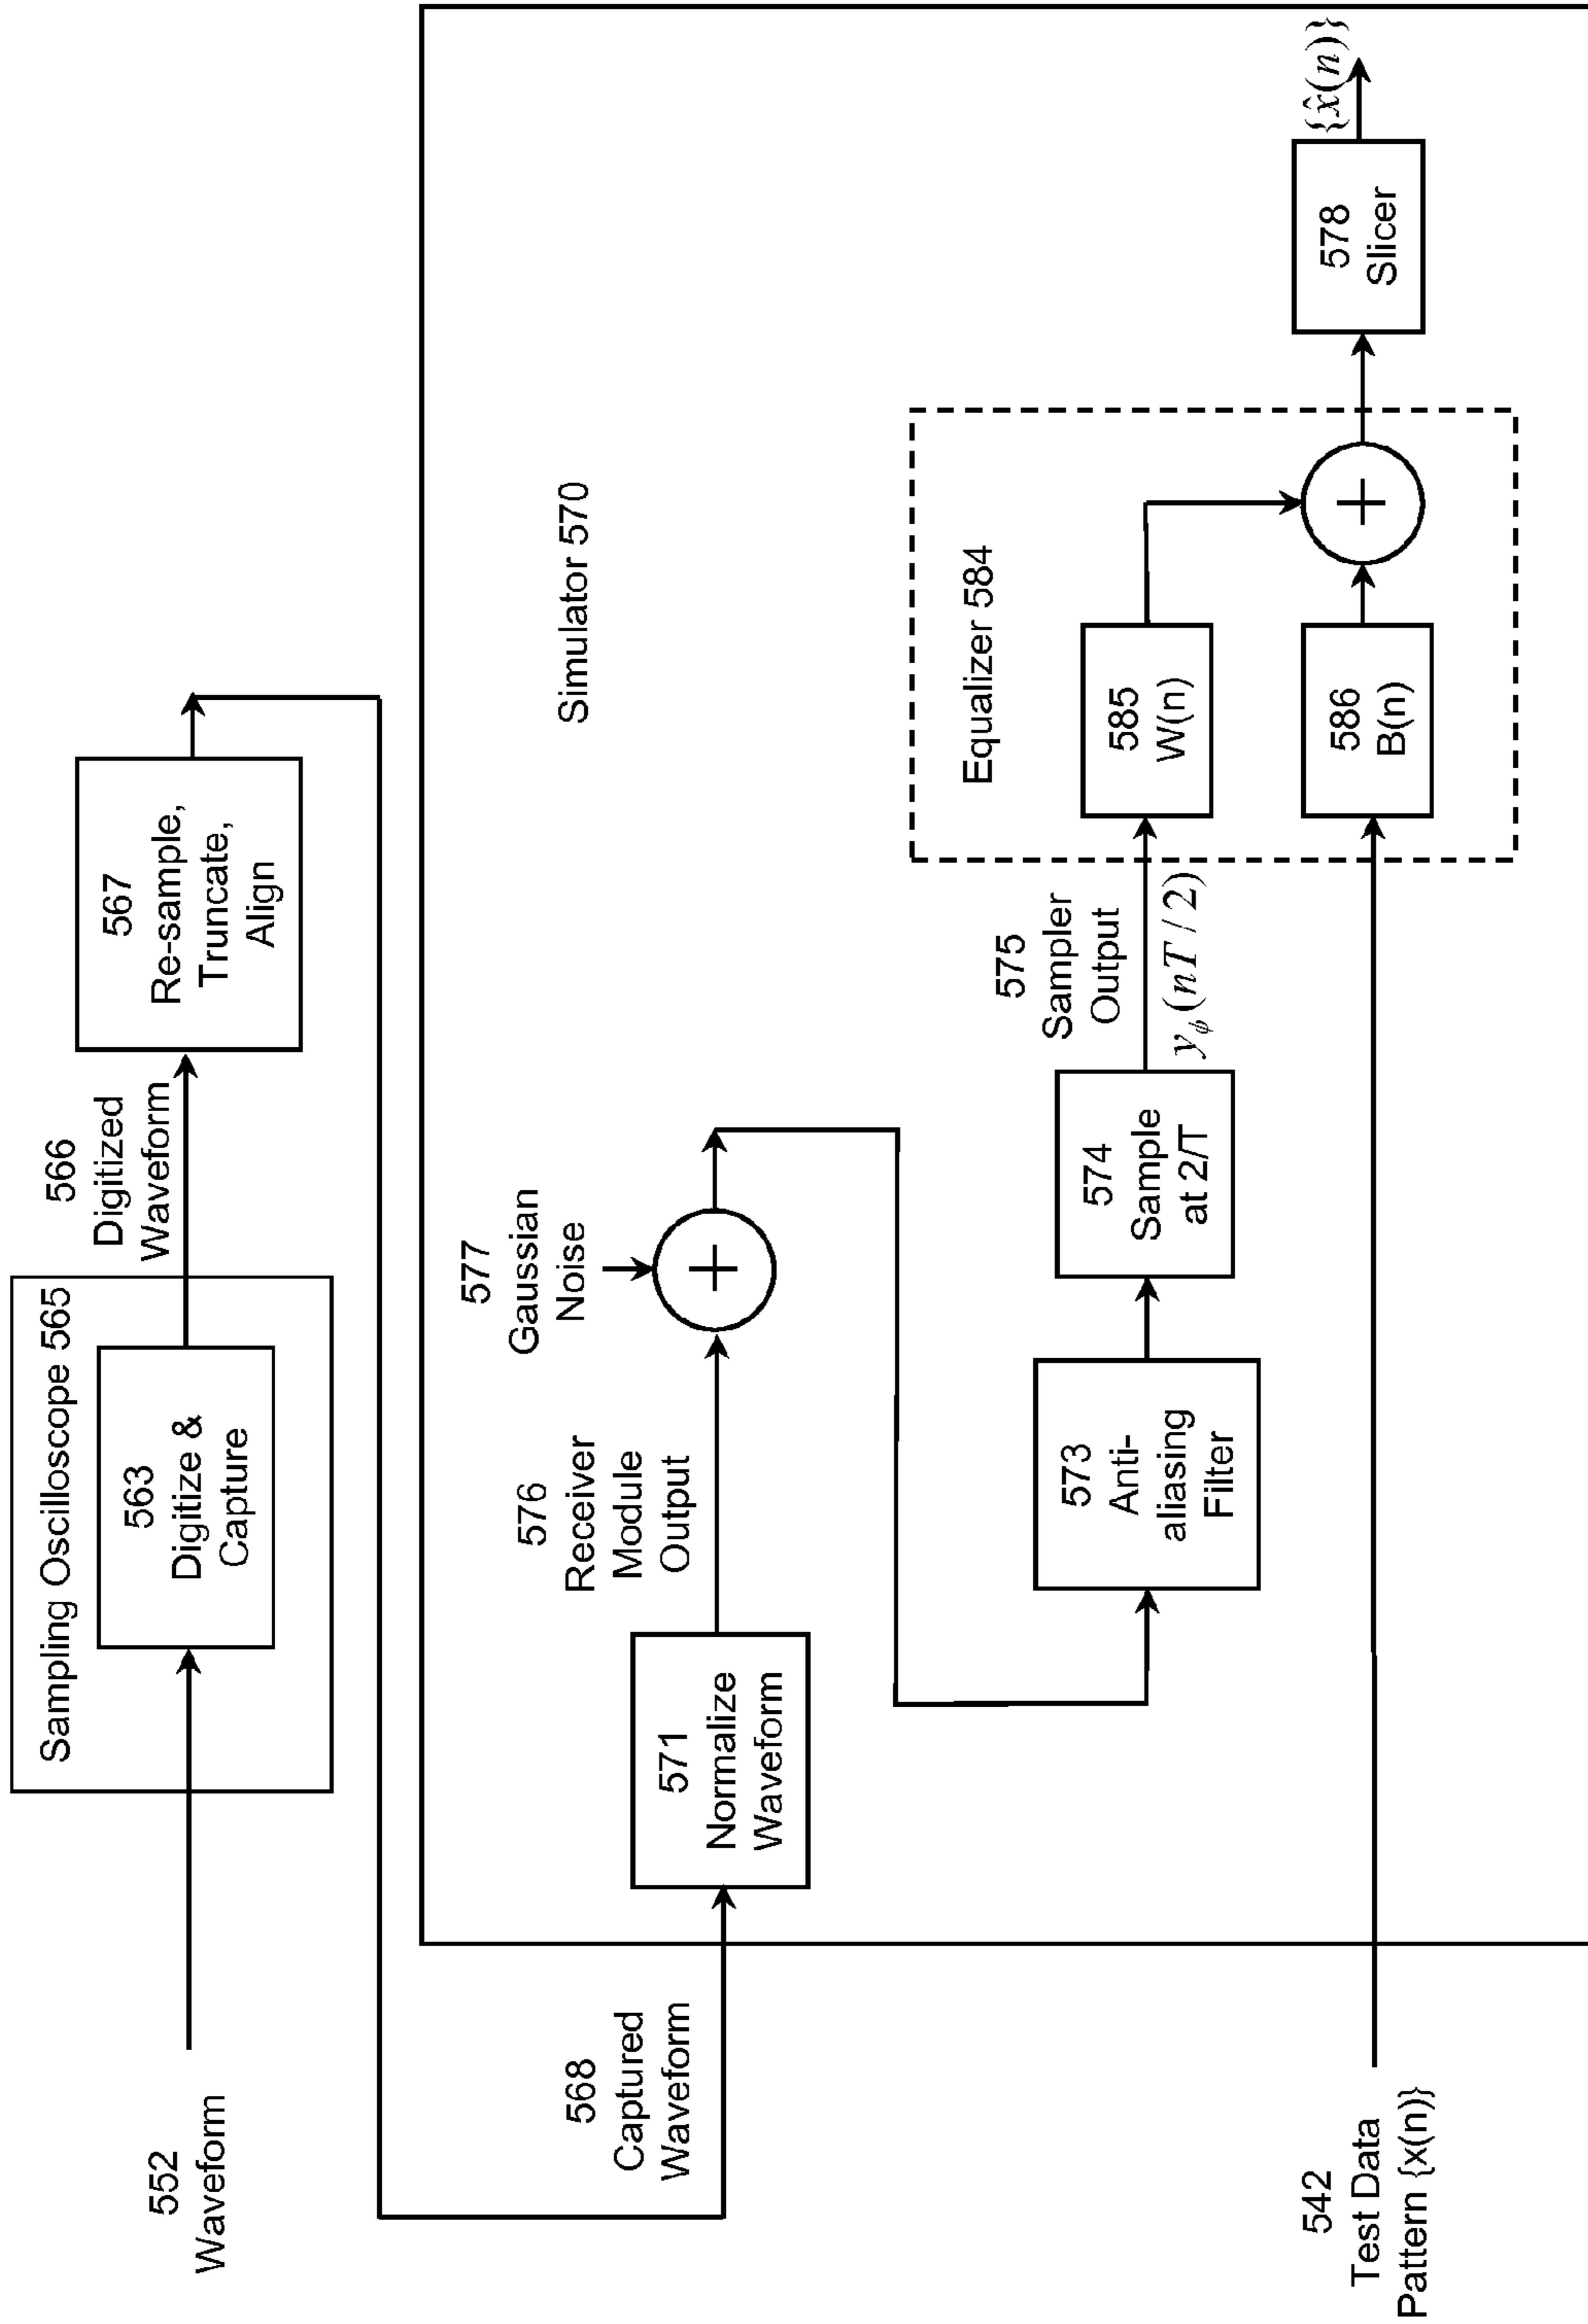 552
Waveform
Sampling Oscilloscope 565
563
Digitize &
Capture
566
Digitized
Waveform
567
Re-sample,
Truncate,
Align
Simulator 570
568
Captured
Waveform
571
Normalize
Waveform
576
Receiver
Module
Output
577
Gaussian
Noise
+
573
Anti-
aliasing
Filter
574
Sample
at 2/T
575
Sampler
Output
y_φ(nT / 2)
Equalizer 584
585
W(n)
586
B(n)
+
578
Slicer
{x̂(n)}
542
Test Data
Pattern {x(n)}